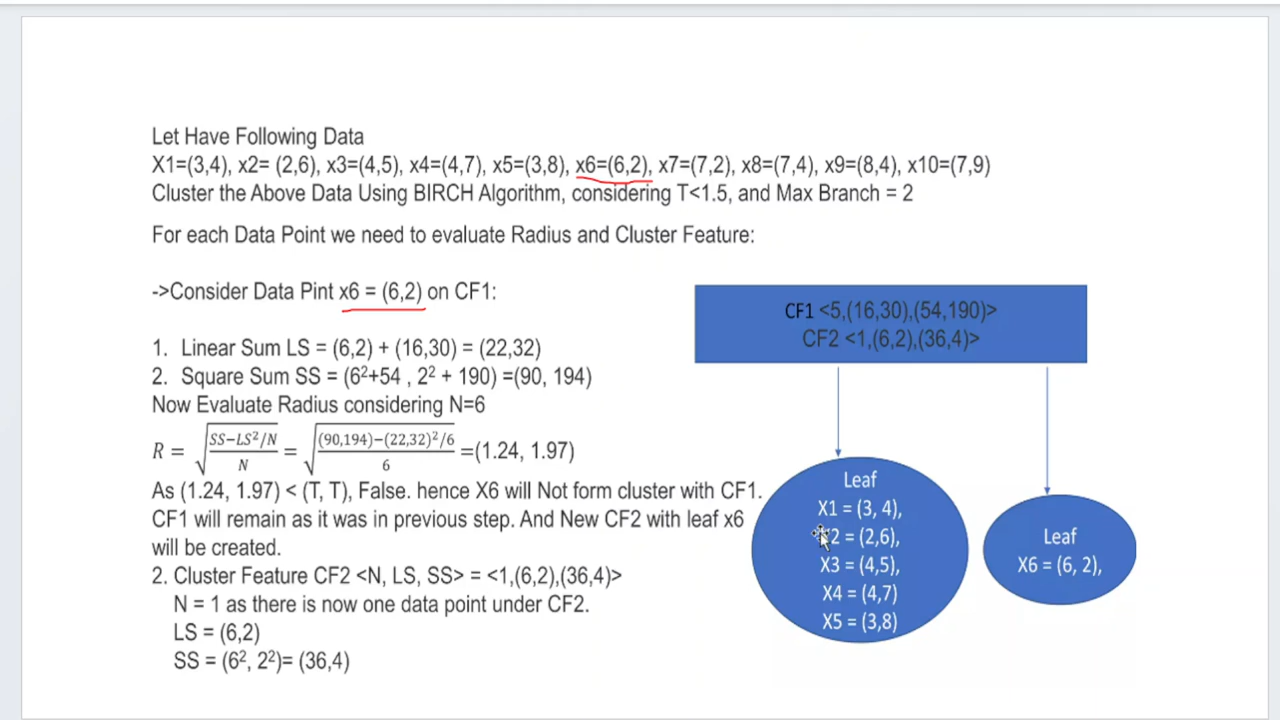 Let Have Following Data
X1=(3,4), x2= (2,6), x3=(4,5), x4=(4,7), x5=(3,8), x6=(6,2), x7=(7,2), x8=(7,4), x9=(8,4), x10=(7,9)
Cluster the Above Data Using BIRCH Algorithm, considering T<1.5, and Max Branch = 2
For each Data Point we need to evaluate Radius and Cluster Feature:
->Consider Data Pint x6 = (6,2) on CF1:
1. Linear Sum LS = (6,2) + (16,30) = (22,32)
2. Square Sum SS = (6²+54 , 2² + 190) =(90, 194)
Now Evaluate Radius considering N=6
R = √((SS−LS²/N)/N) = √(((90,194)−(22,32)²/6)/6) =(1.24, 1.97)
As (1.24, 1.97) < (T, T), False. hence X6 will Not form cluster with CF1.
CF1 will remain as it was in previous step. And New CF2 with leaf x6
will be created.
2. Cluster Feature CF2 <N, LS, SS> = <1,(6,2),(36,4)>
N = 1 as there is now one data point under CF2.
LS = (6,2)
SS = (6², 2²)= (36,4)
CF1 <5,(16,30),(54,190)>
CF2 <1,(6,2),(36,4)>
Leaf
X1 = (3, 4),
2 = (2,6),
X3 = (4,5),
X4 = (4,7)
X5 = (3,8)
Leaf
X6 = (6, 2),